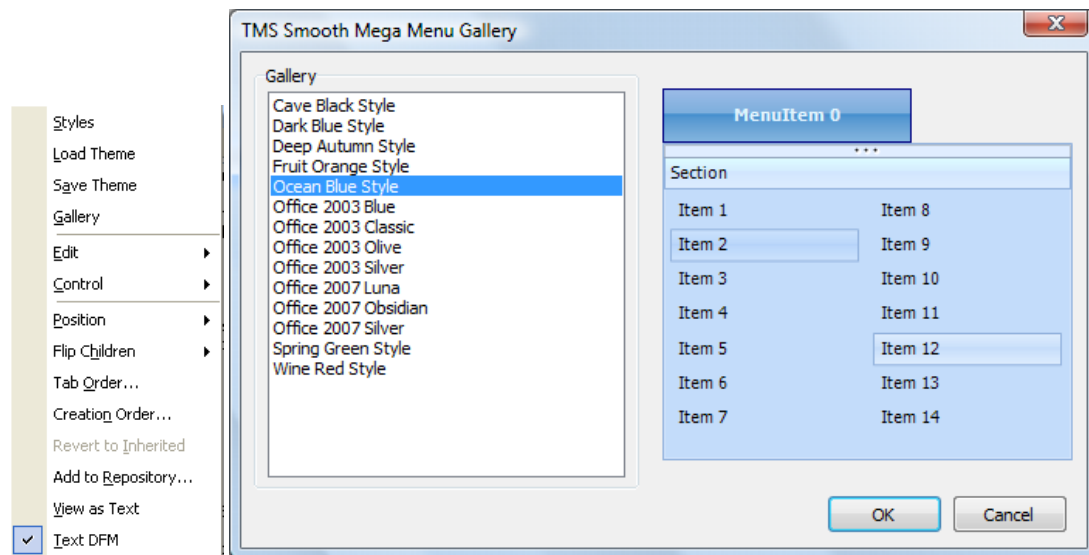 Styles
Load Theme
Save Theme
Gallery
Edit
Control
Position
Flip Children
Tab Order...
Creation Order...
Revert to Inherited
Add to Repository...
View as Text
Text DFM
TMS Smooth Mega Menu Gallery
Gallery
Cave Black Style
Dark Blue Style
Deep Autumn Style
Fruit Orange Style
Ocean Blue Style
Office 2003 Blue
Office 2003 Classic
Office 2003 Olive
Office 2003 Silver
Office 2007 Luna
Office 2007 Obsidian
Office 2007 Silver
Spring Green Style
Wine Red Style
MenuItem 0
Section
Item 1
Item 2
Item 3
Item 4
Item 5
Item 6
Item 7
Item 8
Item 9
Item 10
Item 11
Item 12
Item 13
Item 14
OK
Cancel